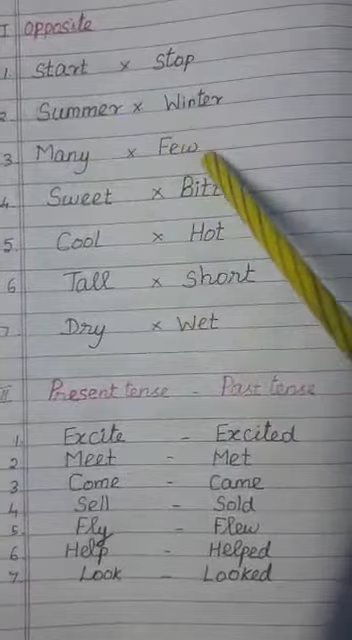 I opposite
1. Start × Stop
2. Summer × Winter
3 Many × Few
4. Sweet ×
5. Cool × Hot
6 Tall × Short
7. Dry × Wet
II Present tense - Past tense
1. Excite - Excited
2 Meet - Met
3 Come - Came
4 Sell - Sold
5. Fly - Flew
6 Help - Helped
7 Look - Looked